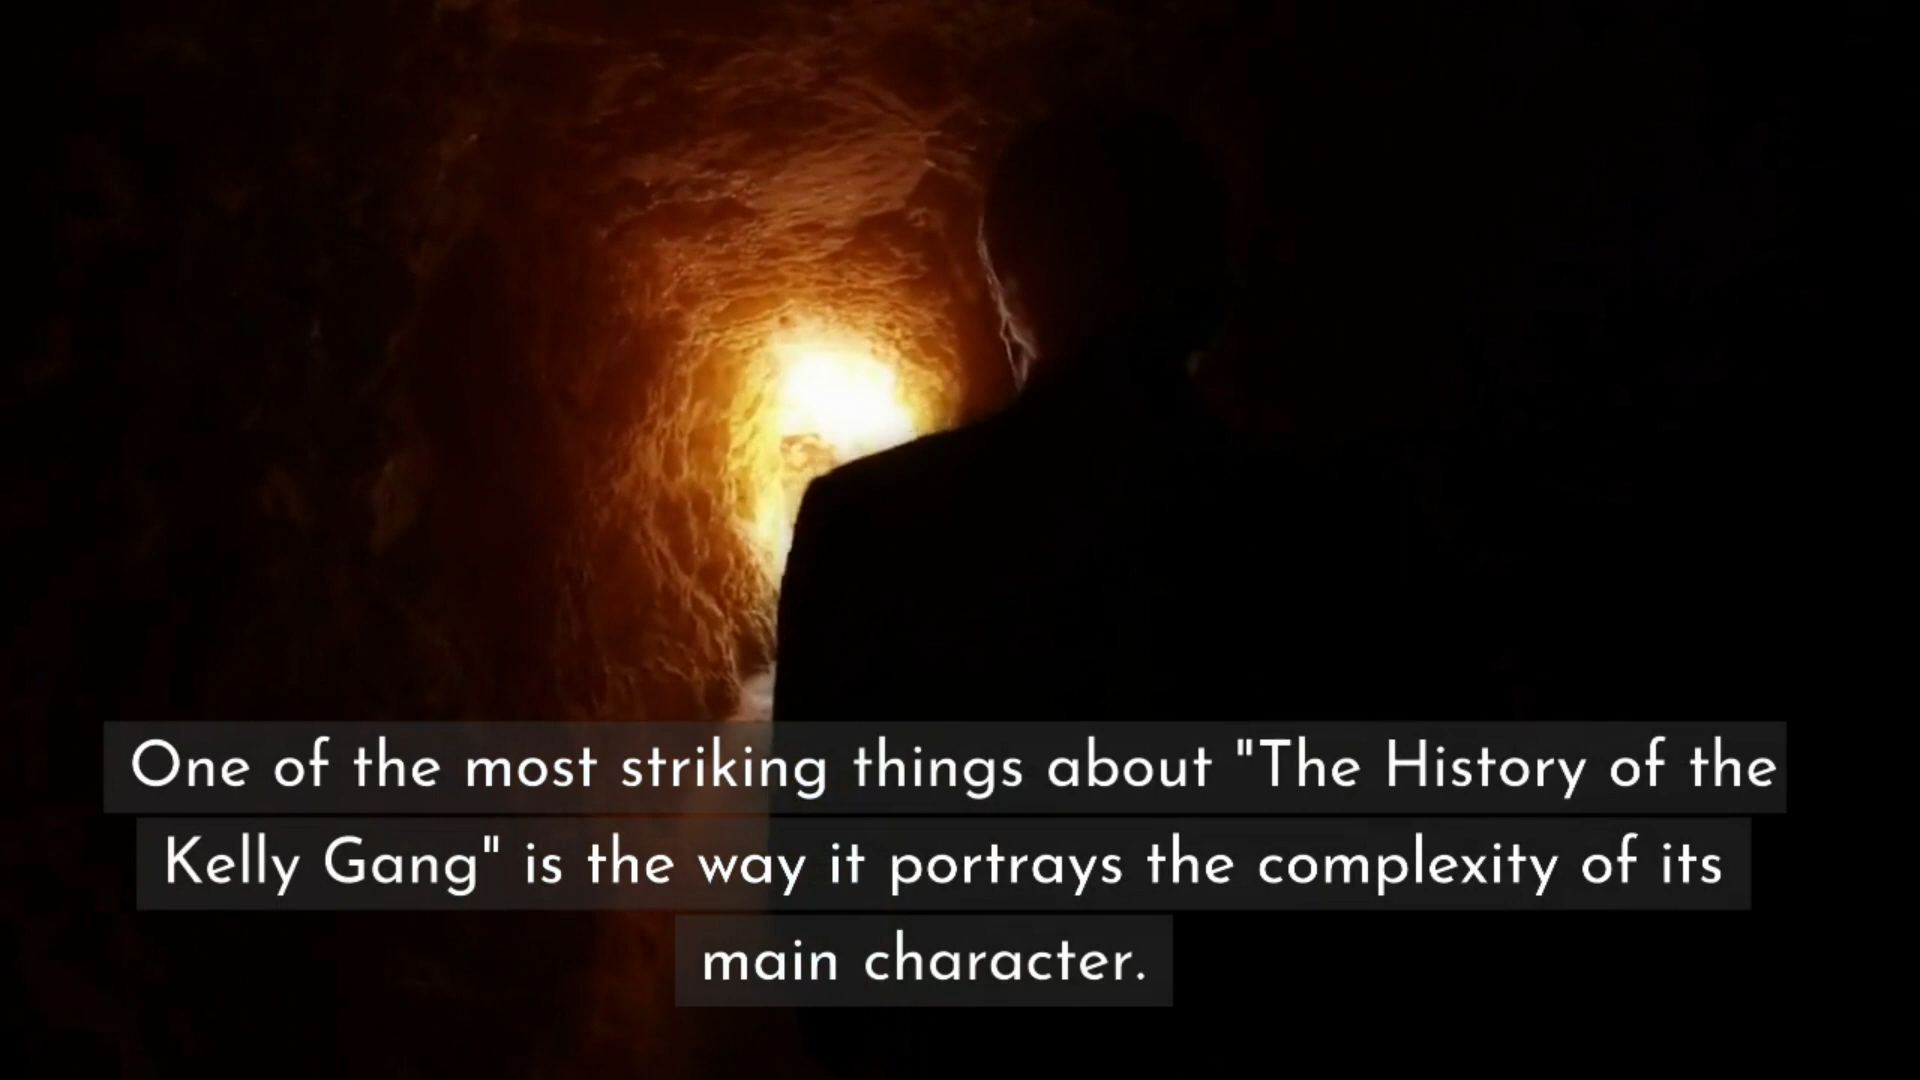 One of the most striking things about "The History of the
Kelly Gang" is the way it portrays the complexity of its
main character.